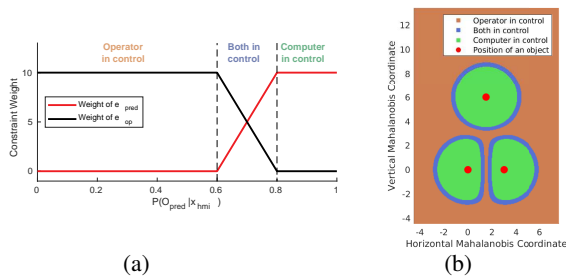 Operator
in control
Both in
control
Computer
in control
Constraint Weight
10
5
0
Weight of e pred
Weight of e op
0
0.2
0.4
0.6
0.8
1
P(O pred |x hmi )
(a)
Operator in control
Both in control
Computer in control
Position of an object
Vertical Mahalanobis Coordinate
12
10
8
6
4
2
0
-2
-4
-4
-2
0
2
4
6
Horizontal Mahalanobis Coordinate
(b)